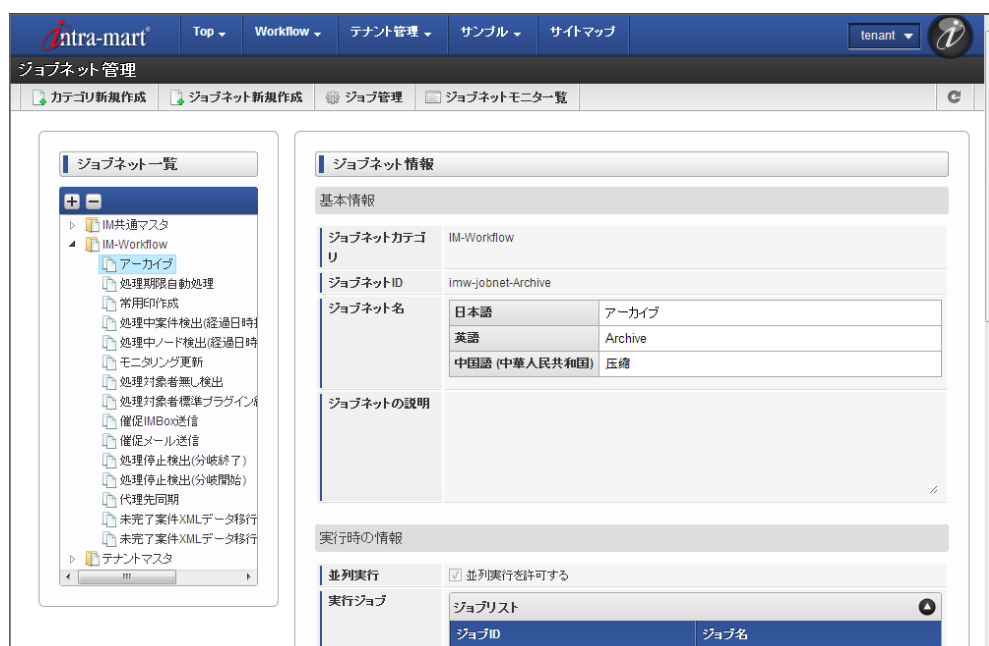 intra-mart®
Top
Workflow
テナント管理
サンプル
サイトマップ
tenant
ジョブネット管理
カテゴリ新規作成
ジョブネット新規作成
ジョブ管理
ジョブネットモニタ一覧
ジョブネット一覧
IM共通マスタ
IM-Workflow
アーカイブ
処理期限自動処理
常用印作成
処理中案件検出(経過日時
処理中ノード検出(経過日時
モニタリング更新
処理対象者無し検出
処理対象者標準プラグイン
催促IMBox送信
催促メール送信
処理停止検出(分岐終了)
処理停止検出(分岐開始)
代理先同期
未完了案件XMLデータ移行
未完了案件XMLデータ移行
テナントマスタ
ジョブネット情報
基本情報
ジョブネットカテゴリ
IM-Workflow
ジョブネットID
imw-jobnet-Archive
ジョブネット名
日本語
アーカイブ
英語
Archive
中国語 (中華人民共和国)
压缩
ジョブネットの説明
実行時の情報
並列実行
並列実行を許可する
実行ジョブ
ジョブリスト
ジョブID
ジョブ名